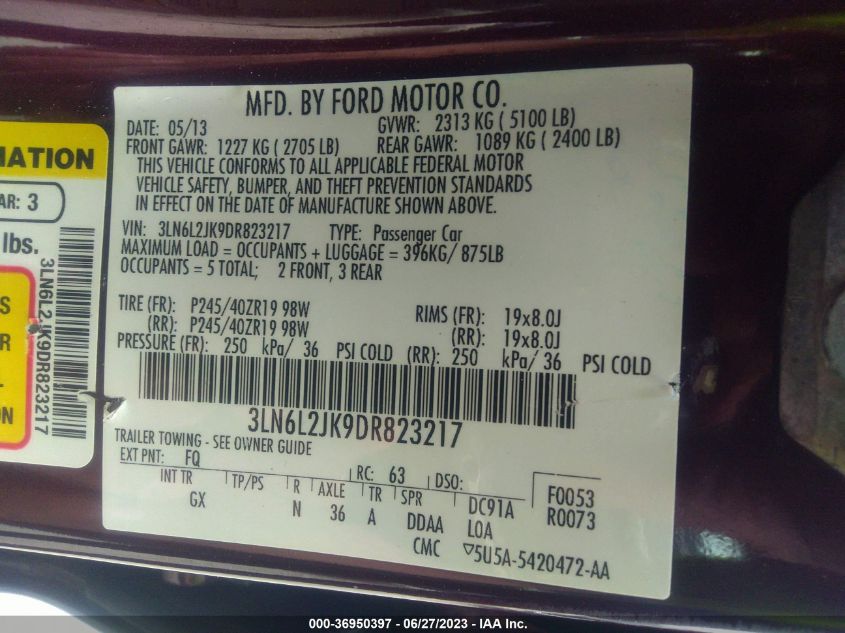 MFD. BY FORD MOTOR CO.
DATE: 05/13 GVWR: 2313 KG ( 5100 LB)
FRONT GAWR: 1227 KG ( 2705 LB) REAR GAWR: 1089 KG ( 2400 LB)
THIS VEHICLE CONFORMS TO ALL APPLICABLE FEDERAL MOTOR
VEHICLE SAFETY, BUMPER, AND THEFT PREVENTION STANDARDS
IN EFFECT ON THE DATE OF MANUFACTURE SHOWN ABOVE.
VIN: 3LN6L2JK9DR823217 TYPE: Passenger Car
MAXIMUM LOAD = OCCUPANTS + LUGGAGE = 396KG/ 875LB
OCCUPANTS = 5 TOTAL; 2 FRONT, 3 REAR
TIRE (FR): P245/40ZR19 98W RIMS (FR): 19x8.0J
(RR): P245/40ZR19 98W (RR): 19x8.0J
PRESSURE (FR): 250 kPa/ 36 PSI COLD (RR): 250 kPa/ 36 PSI COLD
3LN6L2JK9DR823217
TRAILER TOWING - SEE OWNER GUIDE
EXT PNT: FQ RC: 63 DSO:
INT TR TP/PS R AXLE TR SPR DC91A F0053
GX N 36 A DDAA LOA R0073
CMC ▽5U5A-5420472-AA
MATION
AR: 3
lbs.
S
R
L
ON
3LN6L2JK9DR823217
000-36950397 - 06/27/2023 - IAA Inc.